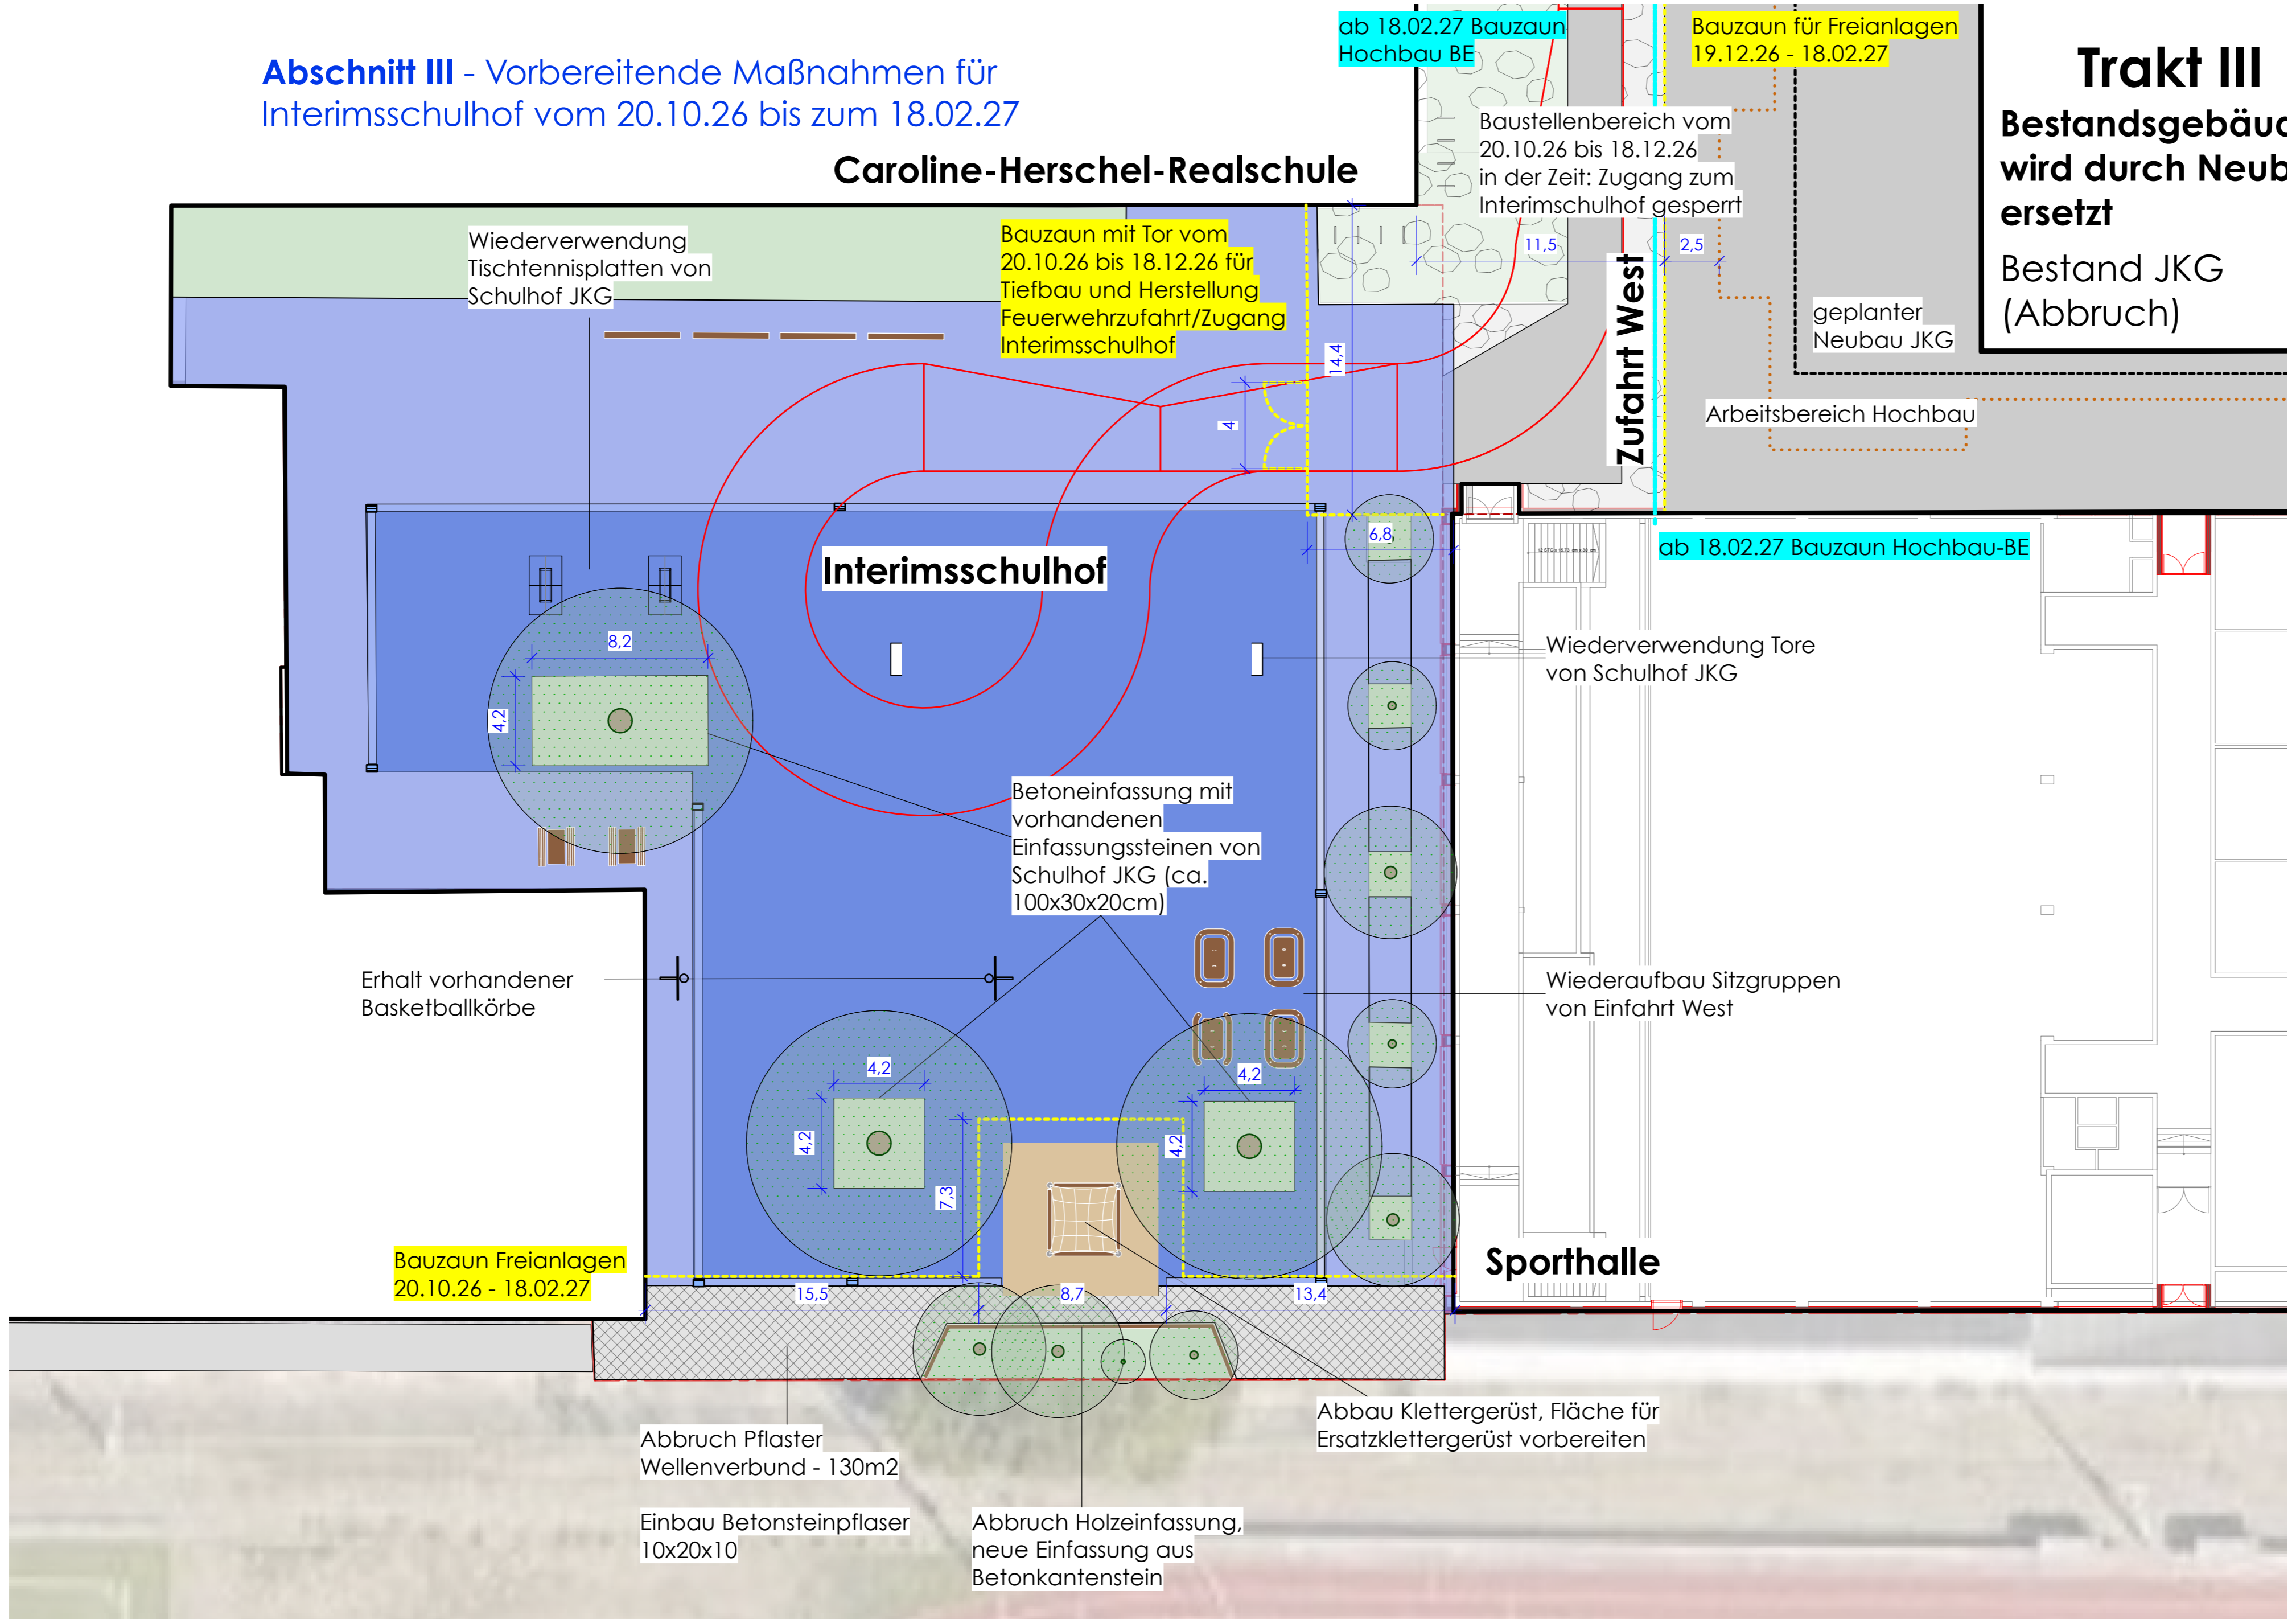 Abschnitt III - Vorbereitende Maßnahmen für
Interimsschulhof vom 20.10.26 bis zum 18.02.27
ab 18.02.27 Bauzaun
Hochbau BE
Bauzaun für Freianlagen
19.12.26 - 18.02.27
Trakt III
Bestandsgebäud
wird durch Neub
ersetzt
Bestand JKG
(Abbruch)
Caroline-Herschel-Realschule
Baustellenbereich vom
20.10.26 bis 18.12.26
in der Zeit: Zugang zum
Interimschulhof gesperrt
Wiederverwendung
Tischtennisplatten von
Schulhof JKG
Bauzaun mit Tor vom
20.10.26 bis 18.12.26 für
Tiefbau und Herstellung
Feuerwehrzufahrt/Zugang
Interimsschulhof
11,5
2,5
Zufahrt West
geplanter
Neubau JKG
14,4
4
Arbeitsbereich Hochbau
6,8
ab 18.02.27 Bauzaun Hochbau-BE
Interimsschulhof
8,2
4,2
Wiederverwendung Tore
von Schulhof JKG
Betoneinfassung mit
vorhandenen
Einfassungssteinen von
Schulhof JKG (ca.
100x30x20cm)
Erhalt vorhandener
Basketballkörbe
Wiederaufbau Sitzgruppen
von Einfahrt West
4,2
4,2
4,2
4,2
7,3
Bauzaun Freianlagen
20.10.26 - 18.02.27
Sporthalle
15,5
8,7
13,4
Abbruch Pflaster
Wellenverbund - 130m2
Einbau Betonsteinpflaser
10x20x10
Abbruch Holzeinfassung,
neue Einfassung aus
Betonkantenstein
Abbau Klettergerüst, Fläche für
Ersatzklettergerüst vorbereiten